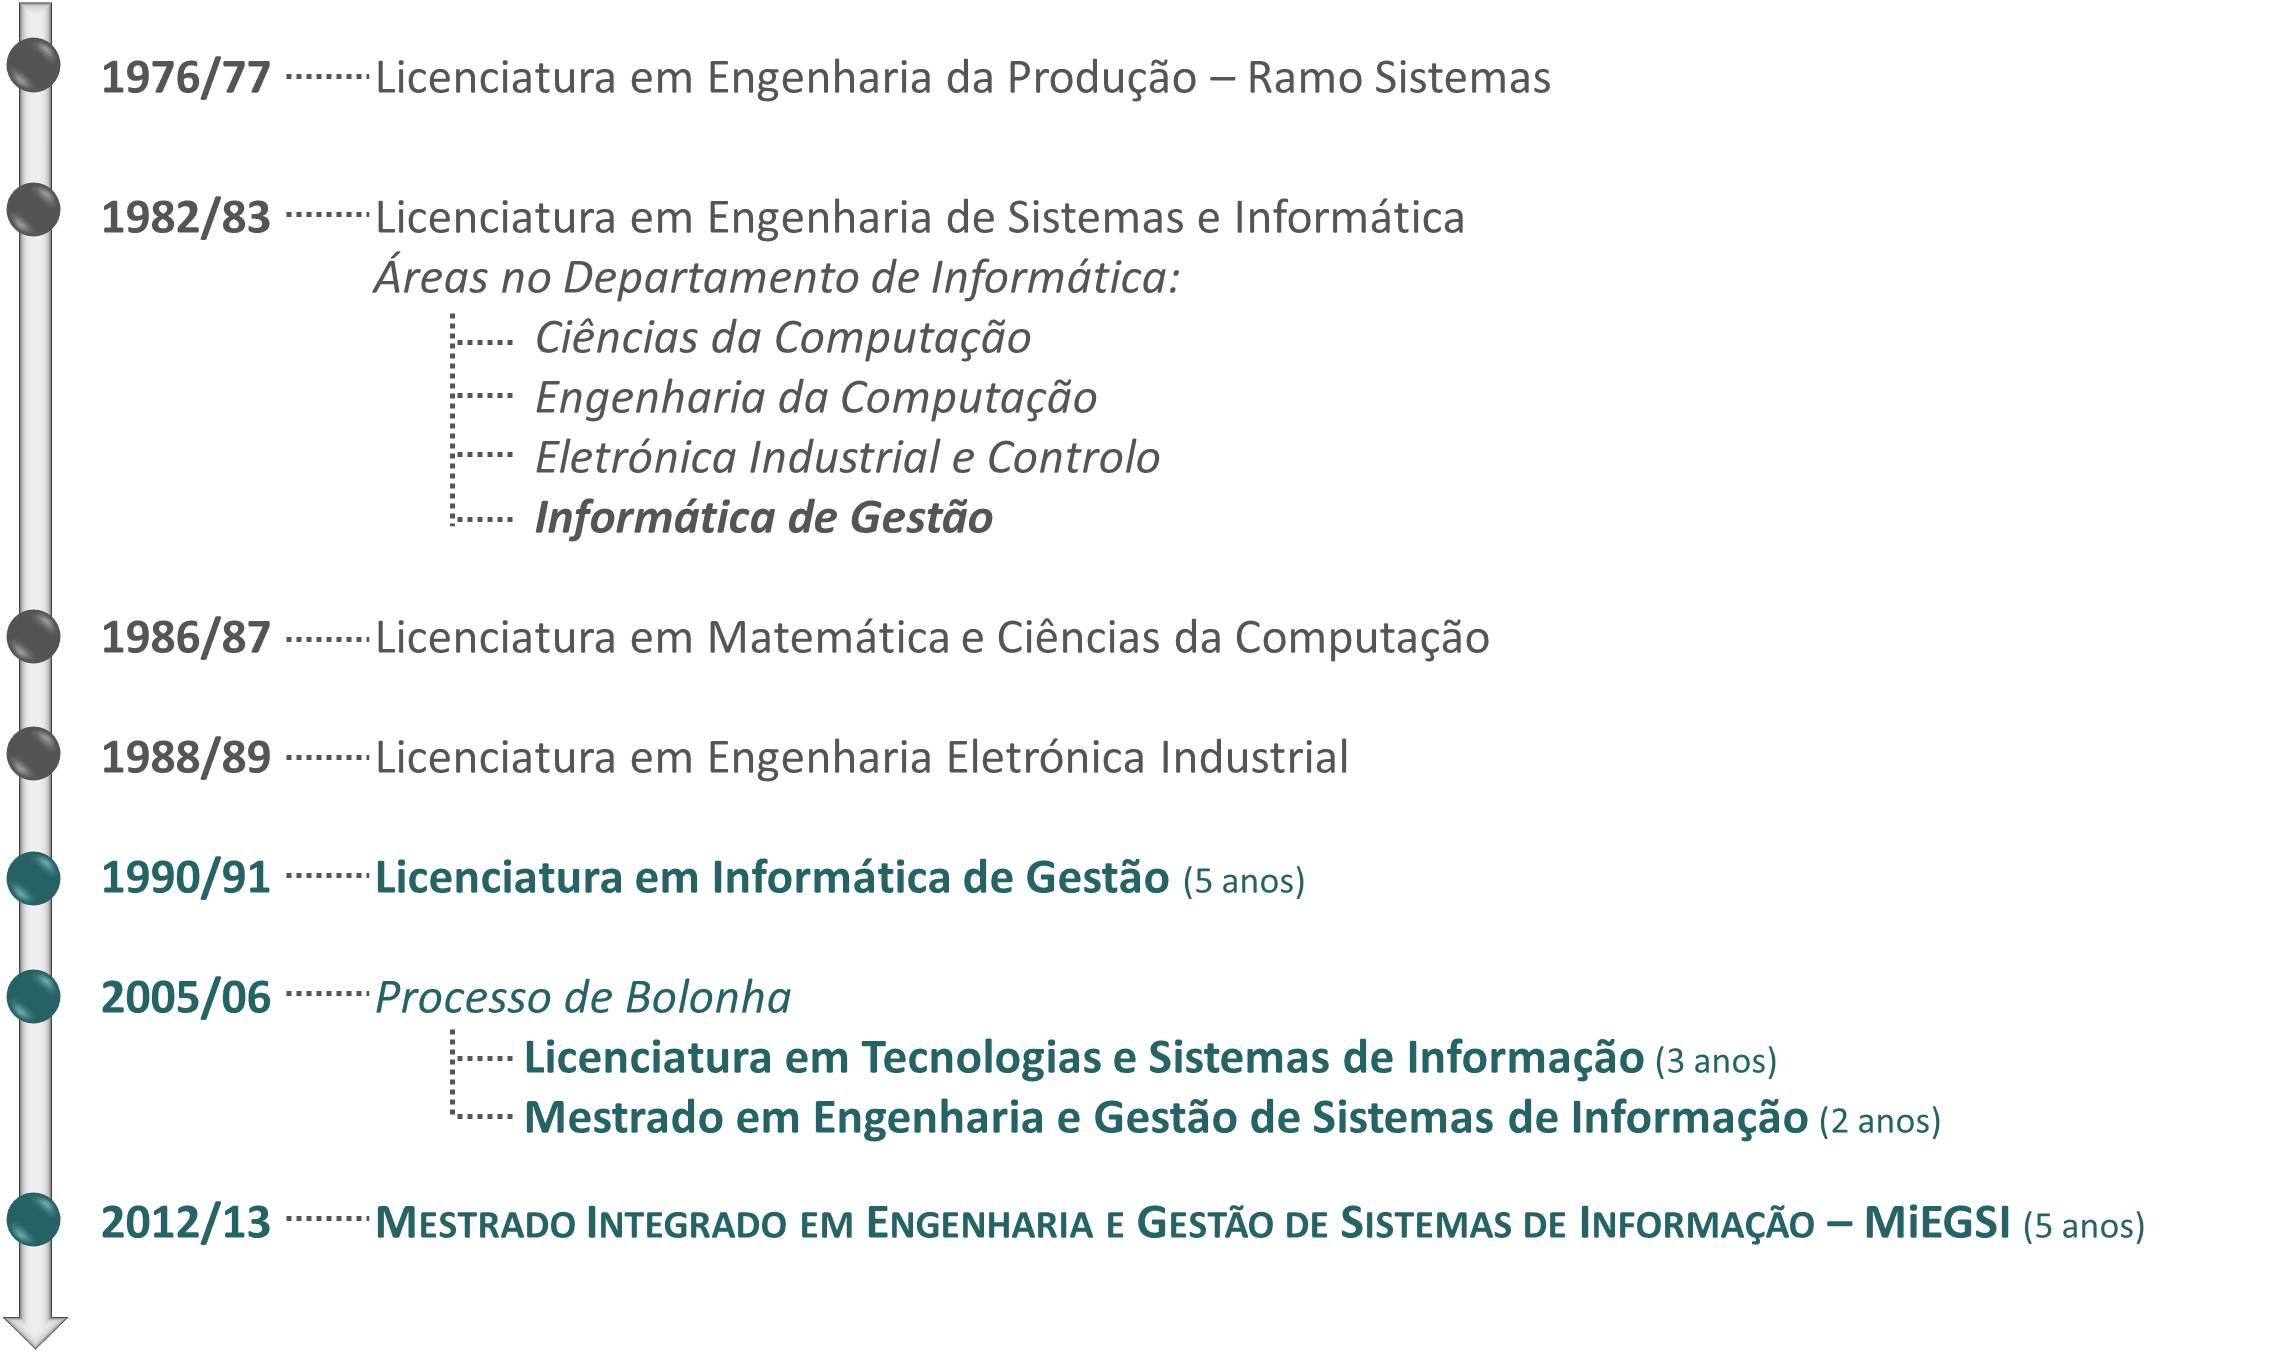 1976/77 Licenciatura em Engenharia da Produção – Ramo Sistemas
1982/83 Licenciatura em Engenharia de Sistemas e Informática
Áreas no Departamento de Informática:
Ciências da Computação
Engenharia da Computação
Eletrónica Industrial e Controlo
Informática de Gestão
1986/87 Licenciatura em Matemática e Ciências da Computação
1988/89 Licenciatura em Engenharia Eletrónica Industrial
1990/91 Licenciatura em Informática de Gestão (5 anos)
2005/06 Processo de Bolonha
Licenciatura em Tecnologias e Sistemas de Informação (3 anos)
Mestrado em Engenharia e Gestão de Sistemas de Informação (2 anos)
2012/13 MESTRADO INTEGRADO EM ENGENHARIA E GESTÃO DE SISTEMAS DE INFORMAÇÃO – MiEGSI (5 anos)